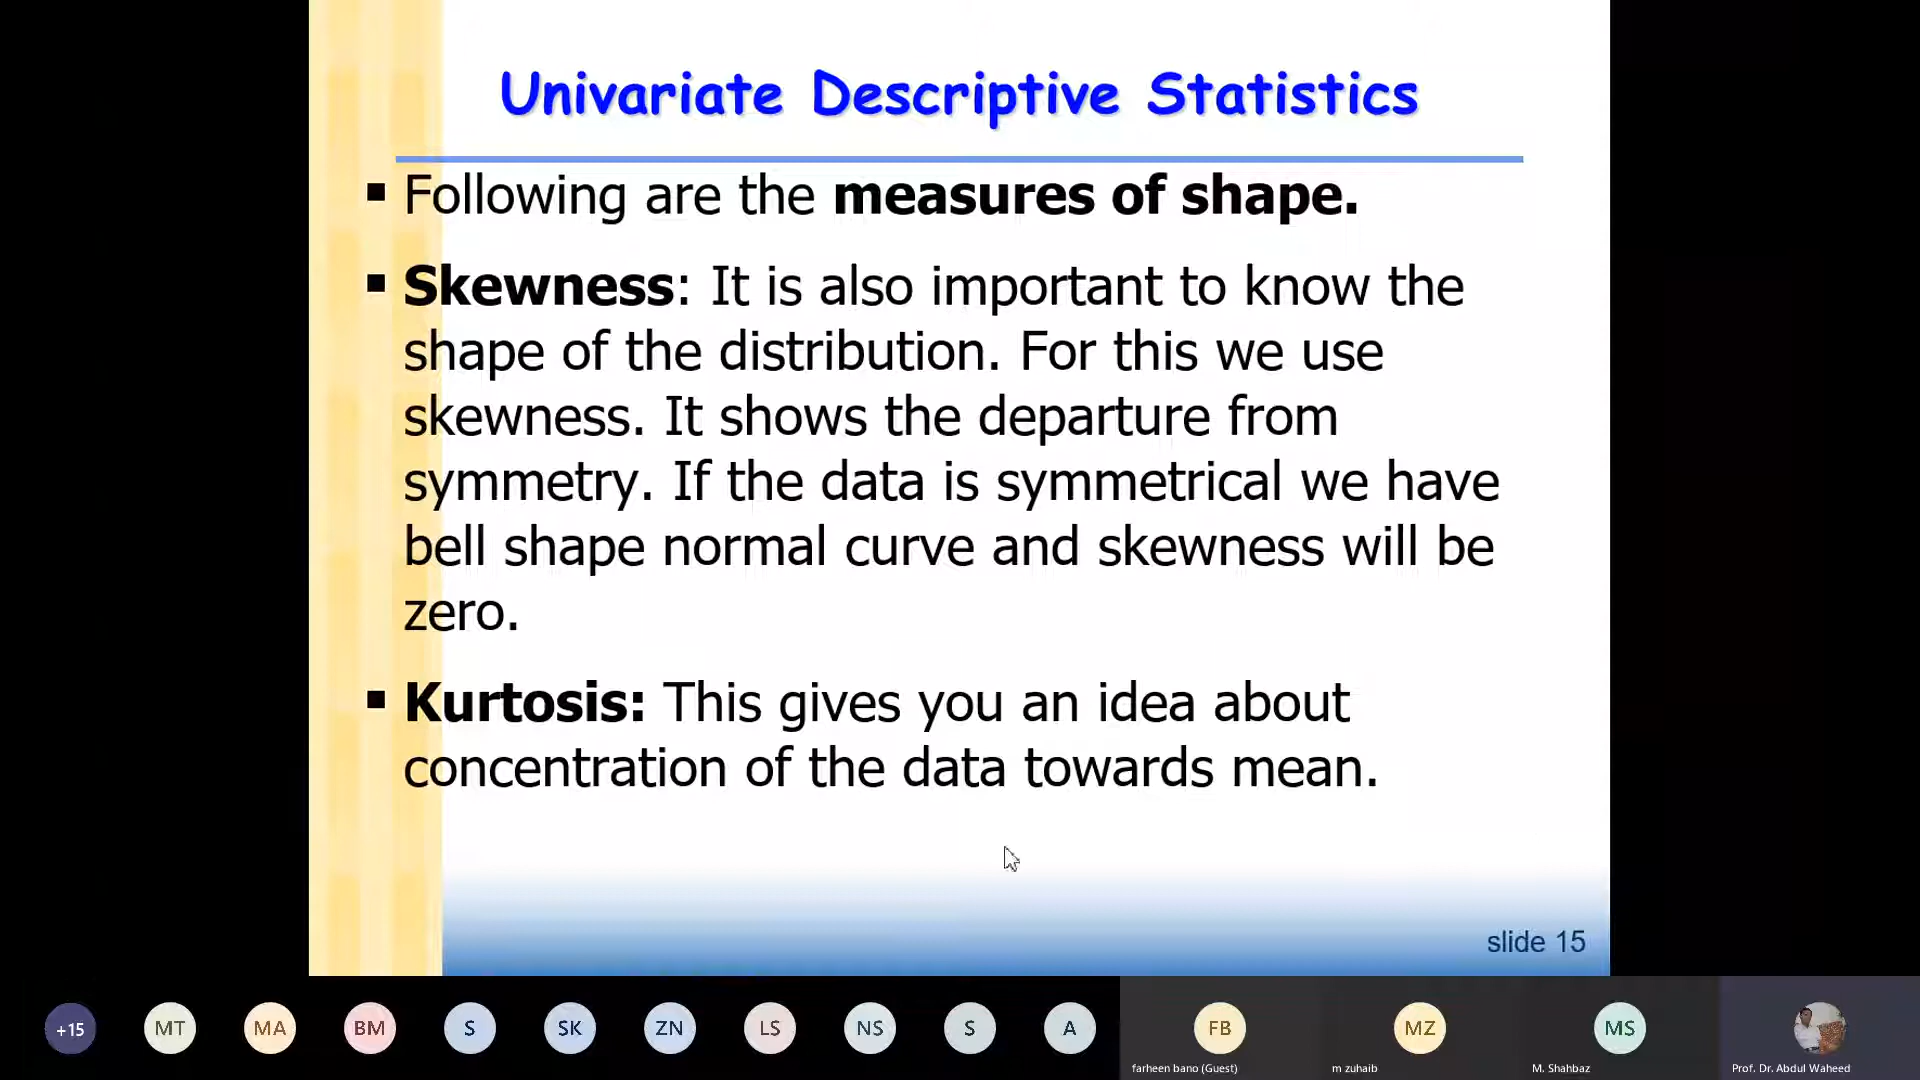 Univariate Descriptive Statistics
▪ Following are the measures of shape.
▪ Skewness: It is also important to know the
shape of the distribution. For this we use
skewness. It shows the departure from
symmetry. If the data is symmetrical we have
bell shape normal curve and skewness will be
zero.
▪ Kurtosis: This gives you an idea about
concentration of the data towards mean.
slide 15
+15 MT MA BM S SK ZN LS NS S A FB MZ MS
farheen bano (Guest) m zuhaib M. Shahbaz Prof. Dr. Abdul Waheed